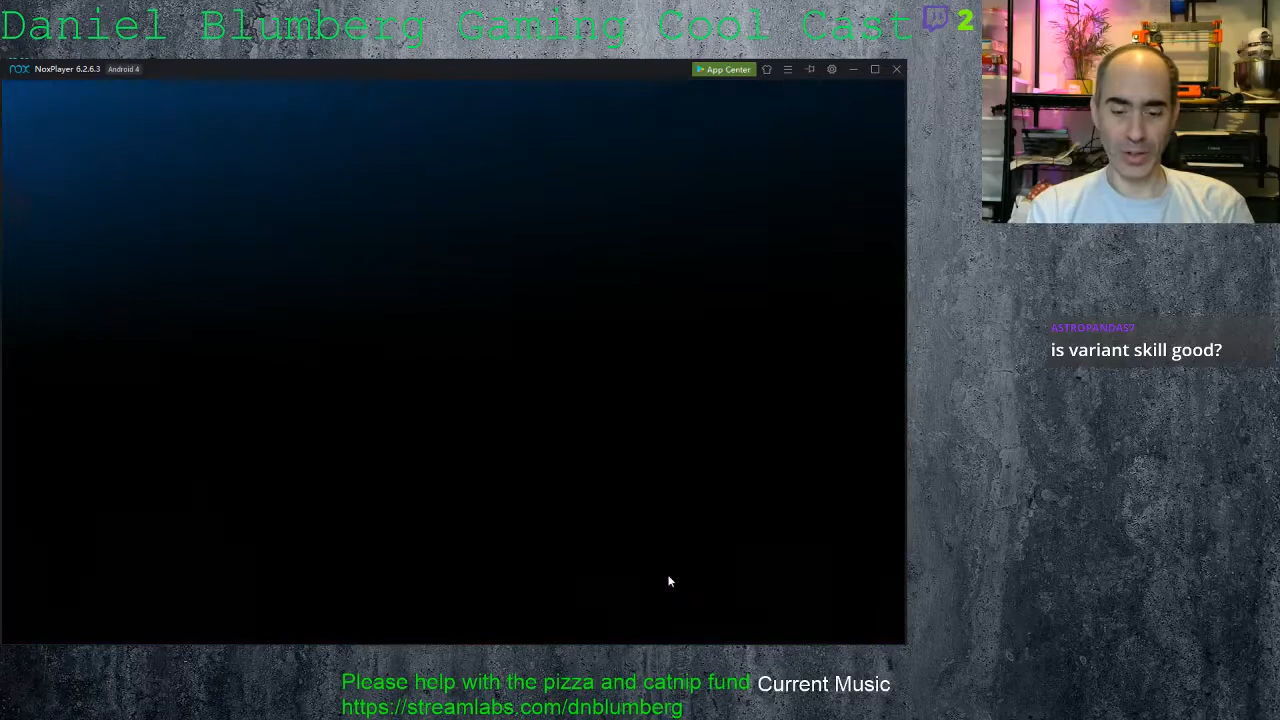 Daniel Blumberg Gaming Cool Cast 2
nox NoxPlayer 6.2.6.3 Android 4 App Center
ASTROPANDAS7
is variant skill good?
Please help with the pizza and catnip fund Current Music
https://streamlabs.com/dnblumberg